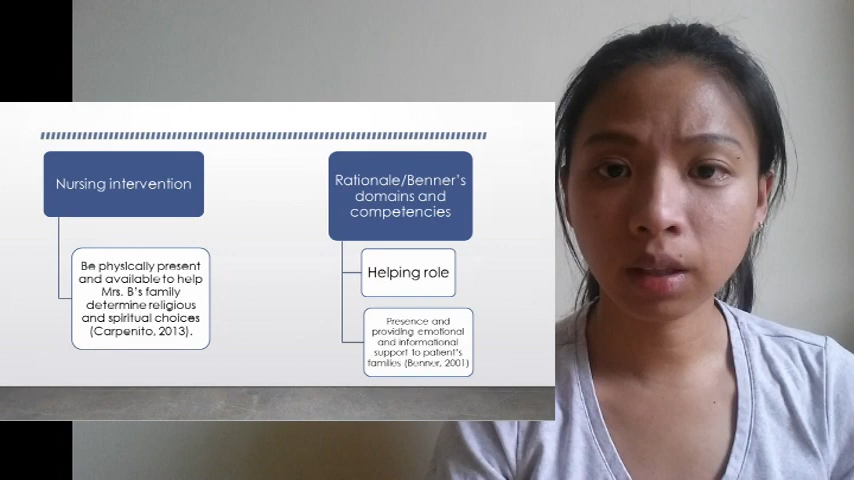 Nursing intervention
Be physically present
and available to help
Mrs. B's family
determine religious
and spiritual choices
(Carpenito, 2013).
Rationale/Benner's
domains and
competencies
Helping role
Presence and
providing emotional
and informational
support to patient's
families (Benner, 2001)